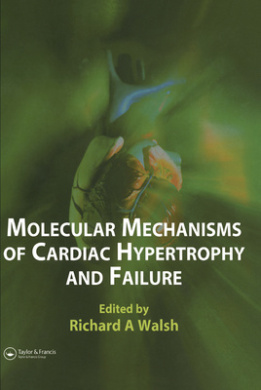 MOLECULAR MECHANISMS
OF CARDIAC HYPERTROPHY
AND FAILURE
Edited by
Richard A Walsh
Taylor & Francis